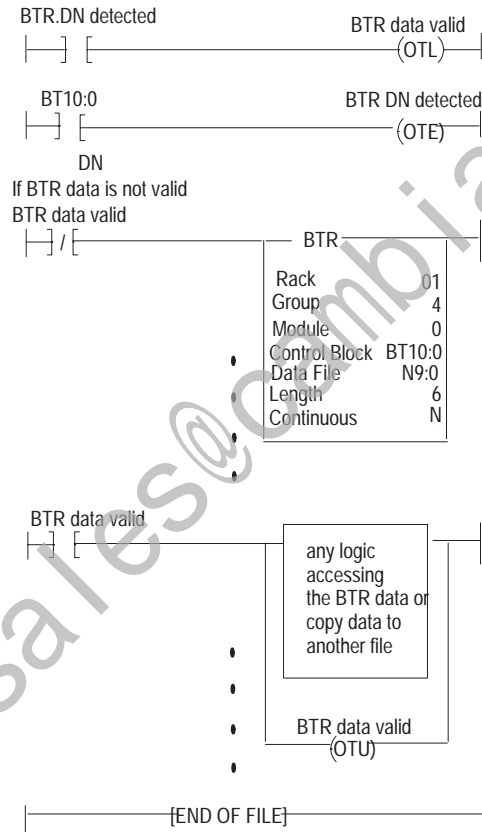 BTR.DN detected
BTR data valid
(OTL)
BT10:0
BTR DN detected
(OTE)
DN
If BTR data is not valid
BTR data valid
/
BTR
Rack 01
Group 4
Module 0
Control Block BT10:0
Data File N9:0
Length 6
Continuous N
BTR data valid
any logic
accessing
the BTR data or
copy data to
another file
BTR data valid
(OTU)
[END OF FILE]
sales@cambia